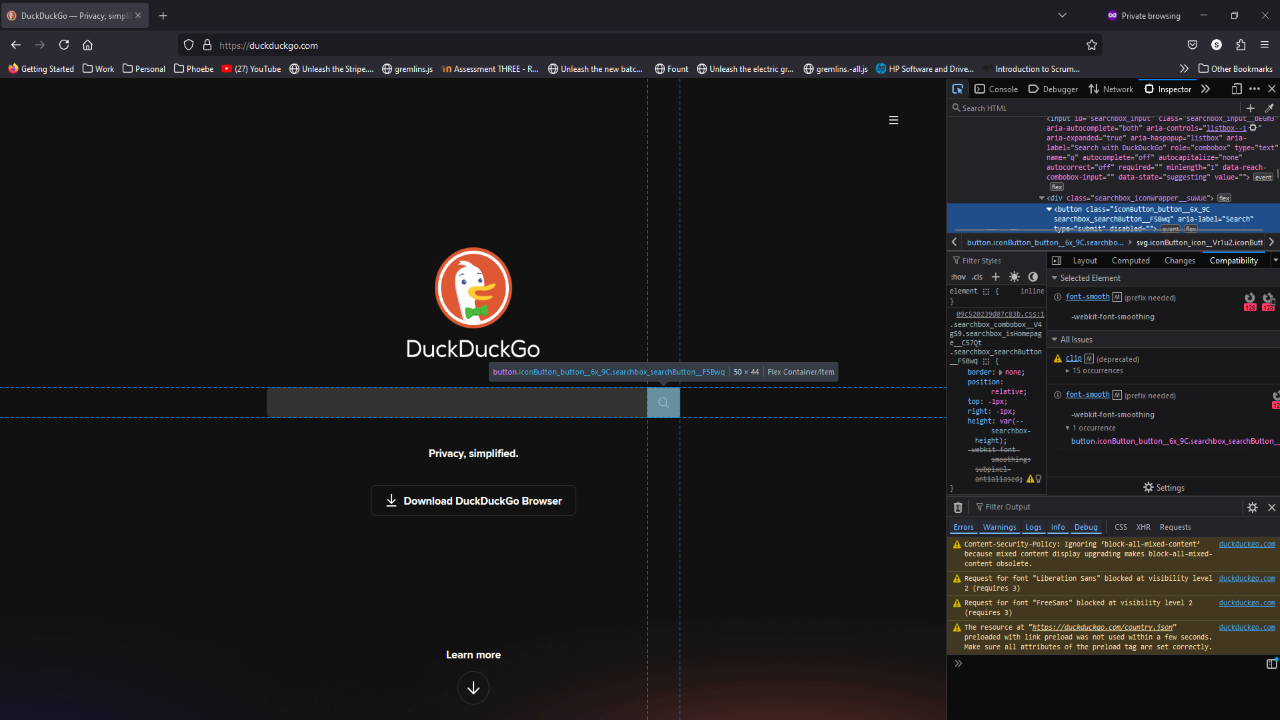 DuckDuckGo — Privacy, simplif
Private browsing
https://duckduckgo.com
S
Getting Started
Work
Personal
Phoebe
(27) YouTube
Unleash the Stripe....
gremlins.js
Assessment THREE - R...
Unleash the new batc...
Fount
Unleash the electric gr...
gremlins.-all.js
HP Software and Drive...
Introduction to Scrum...
Other Bookmarks
Console
Debugger
Network
Inspector
Search HTML
aria-autocomplete="both" aria-controls="listbox--1
aria-expanded="true" aria-haspopup="listbox" aria-
label="Search with DuckDuckGo" role="combobox" type="text"
name="q" autocomplete="off" autocapitalize="none"
autocorrect="off" required="" minlength="1" data-reach-
combobox-input="" data-state="suggesting" value=""> event
flex
<div class="searchbox_iconWrapper__suWUe"> flex
<button class="iconButton_button__6x_9C
searchbox_searchButton__F5Bwq" aria-label="Search"
type="submit" disabled=""> event flex
button.iconButton_button__6x_9C.searchbo...
svg.iconButton_icon__Vr1u2.iconButt
Filter Styles
Layout
Computed
Changes
Compatibility
:hov .cls
element { inline
}
09c520239d07c83b.css:1
.searchbox_combobox__V4
gS9.searchbox_isHomepag
e__C57Qt
.searchbox_searchButton
__F5Bwq {
border: none;
position:
relative;
top: -1px;
right: -1px;
height: var(--
searchbox-
height);
-webkit-font-
smoothing:
subpixel-
antialiased;
}
Selected Element
font-smooth M (prefix needed)
128 128
-webkit-font-smoothing
All Issues
clip M (deprecated)
15 occurrences
font-smooth M (prefix needed)
-webkit-font-smoothing
1 occurrence
button.iconButton_button__6x_9C.searchbox_searchButton__
Settings
DuckDuckGo
button.iconButton_button__6x_9C.searchbox_searchButton__F5Bwq
50 × 44
Flex Container/Item
Privacy, simplified.
Download DuckDuckGo Browser
Learn more
Filter Output
Errors
Warnings
Logs
Info
Debug
CSS
XHR
Requests
Content-Security-Policy: Ignoring ‘block-all-mixed-content’ duckduckgo.com
because mixed content display upgrading makes block-all-mixed-
content obsolete.
Request for font "Liberation Sans" blocked at visibility level duckduckgo.com
2 (requires 3)
Request for font "FreeSans" blocked at visibility level 2 duckduckgo.com
(requires 3)
The resource at “https://duckduckgo.com/country.json” duckduckgo.com
preloaded with link preload was not used within a few seconds.
Make sure all attributes of the preload tag are set correctly.